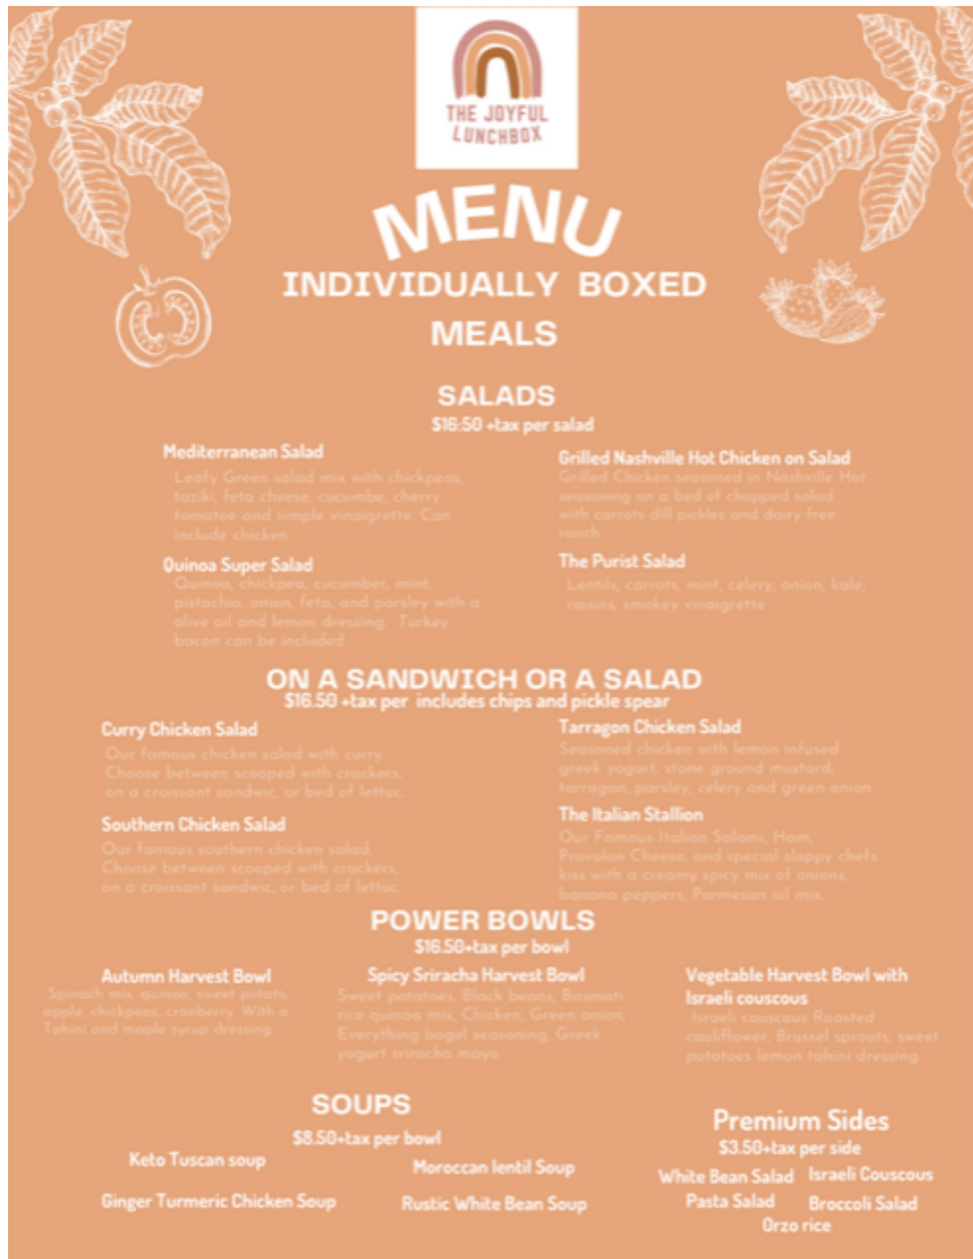 THE JOYFUL
LUNCHBOX
MENU
INDIVIDUALLY BOXED
MEALS
SALADS
$16:50 +tax per salad
Mediterranean Salad
Leafy Green salad mix with chickpeas,
taziki, feta cheese, cucumbe, cherry
tomatoe and simple vinaigrette. Can
include chicken
Grilled Nashville Hot Chicken on Salad
Grilled Chicken seasoned in Nashville Hot
seasoning on a bed of chopped salad
with carrots dill pickles and dairy free
ranch.
Quinoa Super Salad
Quinoa, chickpea, cucumber, mint,
pistachio, onion, feta, and parsley with a
olive oil and lemon dressing. Turkey
bacon can be included
The Purist Salad
Lentils, carrots, mint, celery, onion, kale,
raisins, smokey vinaigrette
ON A SANDWICH OR A SALAD
$16.50 +tax per includes chips and pickle spear
Curry Chicken Salad
Our famous chicken salad with curry.
Choose between scooped with crackers,
on a croissant sandwic, or bed of lettuc.
Tarragon Chicken Salad
Seasoned chicken with lemon infused
greek yogurt, stone ground mustard,
tarragon, parsley, celery and green onion
Southern Chicken Salad
Our famous southern chicken salad.
Choose between scooped with crackers,
on a croissant sandwic, or bed of lettuc.
The Italian Stallion
Our Famous Italian Salami, Ham,
Provolon Cheese, and special sloppy chefs
kiss with a creamy spicy mix of onions,
banana peppers, Parmesan oil mix.
POWER BOWLS
$16.50+tax per bowl
Autumn Harvest Bowl
Spinach mix, quinoa, sweet potato,
apple, chickpeas, cranberry. With a
Tahini and maple syrup dressing.
Spicy Sriracha Harvest Bowl
Sweet potatoes, Black beans, Basmati
rice quinoa mix, Chicken, Green onion,
Everything bagel seasoning, Greek
yogurt sriracha mayo
Vegetable Harvest Bowl with
Israeli couscous
Israeli couscous Roasted
cauliflower, Brussel sprouts, sweet
potatoes lemon tahini dressing
SOUPS
$8.50+tax per bowl
Keto Tuscan soup
Moroccan lentil Soup
Ginger Turmeric Chicken Soup
Rustic White Bean Soup
Premium Sides
$3.50+tax per side
White Bean Salad
Israeli Couscous
Pasta Salad
Broccoli Salad
Orzo rice